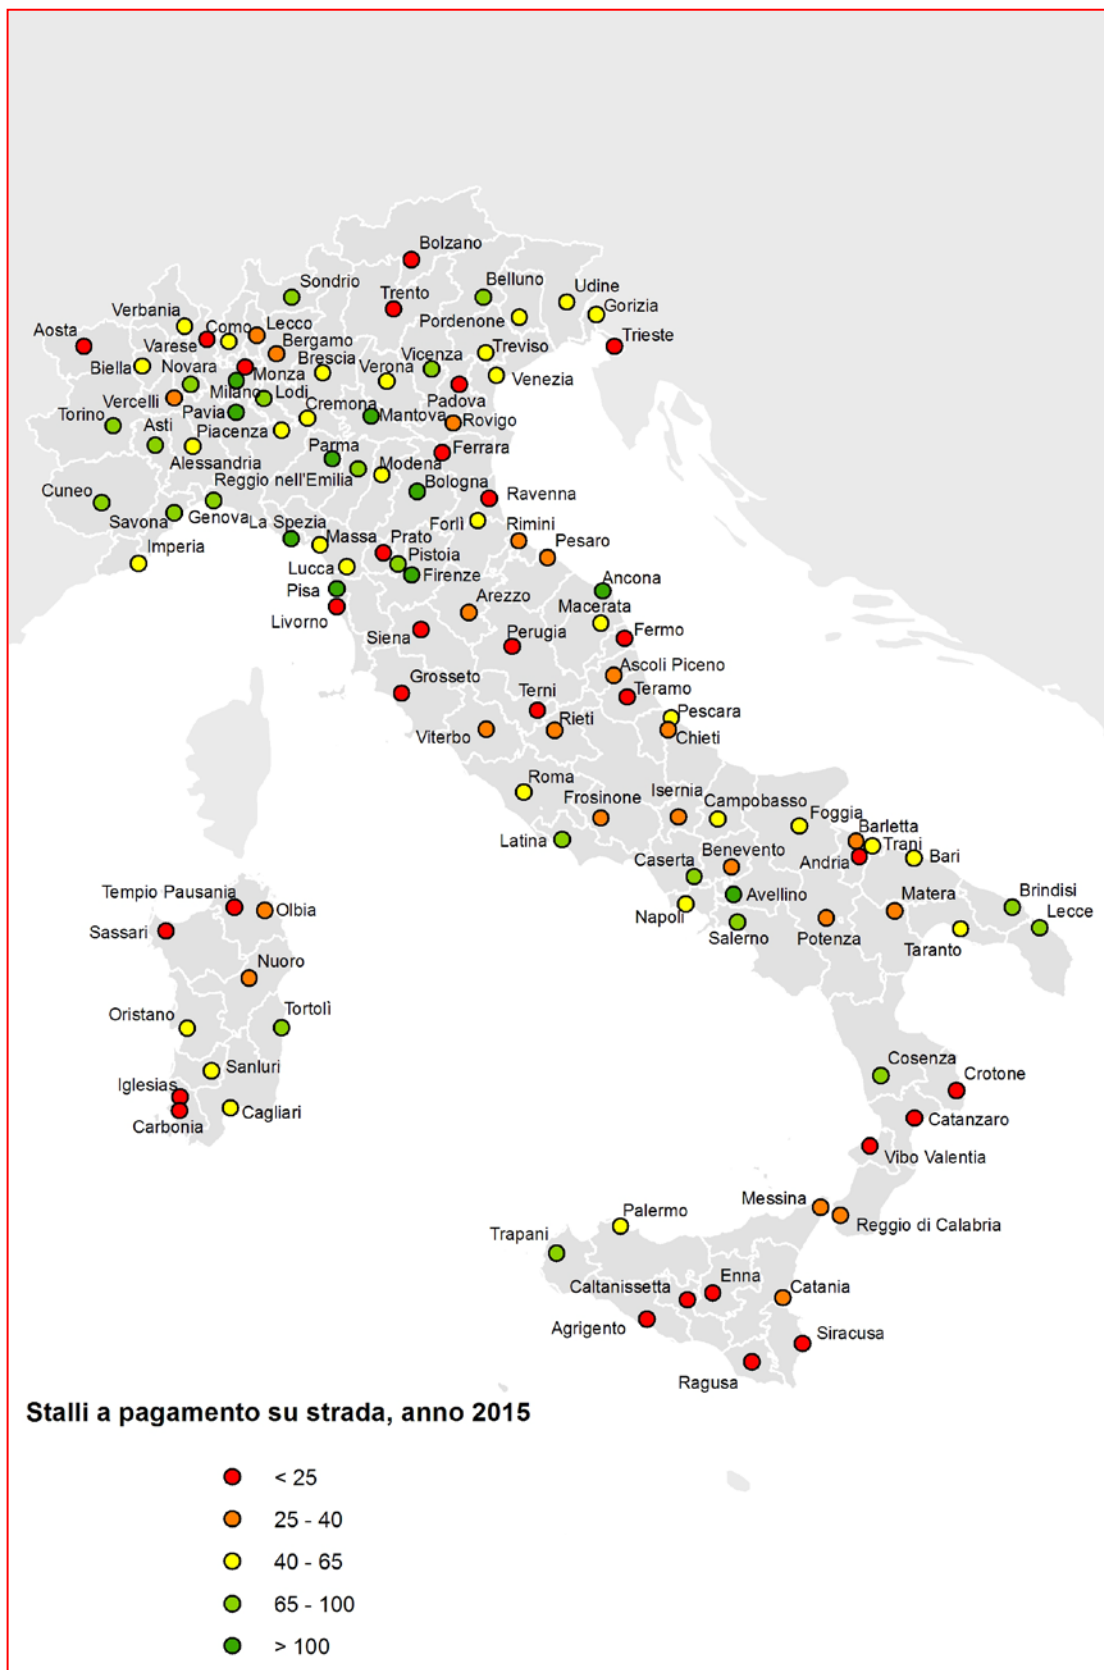 Bolzano
Sondrio
Belluno
Udine
Verbania
Trento
Gorizia
Pordenone
Aosta
Como
Lecco
Trieste
Varese
Bergamo
Treviso
Biella
Novara
Brescia
Verona
Vicenza
Monza
Venezia
Milano
Lodi
Padova
Vercelli
Pavia
Cremona
Mantova
Torino
Rovigo
Asti
Piacenza
Parma
Ferrara
Alessandria
Modena
Reggio nell'Emilia
Bologna
Cuneo
Ravenna
Savona
Genova
La Spezia
Forlì
Rimini
Imperia
Massa
Prato
Pesaro
Lucca
Pistoia
Firenze
Pisa
Ancona
Arezzo
Macerata
Livorno
Siena
Perugia
Fermo
Grosseto
Ascoli Piceno
Terni
Teramo
Pescara
Viterbo
Rieti
Chieti
Roma
Isernia
Frosinone
Campobasso
Foggia
Barletta
Latina
Trani
Benevento
Bari
Caserta
Andria
Tempio Pausania
Avellino
Matera
Brindisi
Olbia
Napoli
Lecce
Sassari
Salerno
Potenza
Taranto
Nuoro
Oristano
Tortolì
Cosenza
Sanluri
Crotone
Iglesias
Cagliari
Carbonia
Catanzaro
Vibo Valentia
Messina
Palermo
Reggio di Calabria
Trapani
Enna
Caltanissetta
Catania
Agrigento
Siracusa
Ragusa
Stalli a pagamento su strada, anno 2015
< 25
25 - 40
40 - 65
65 - 100
> 100